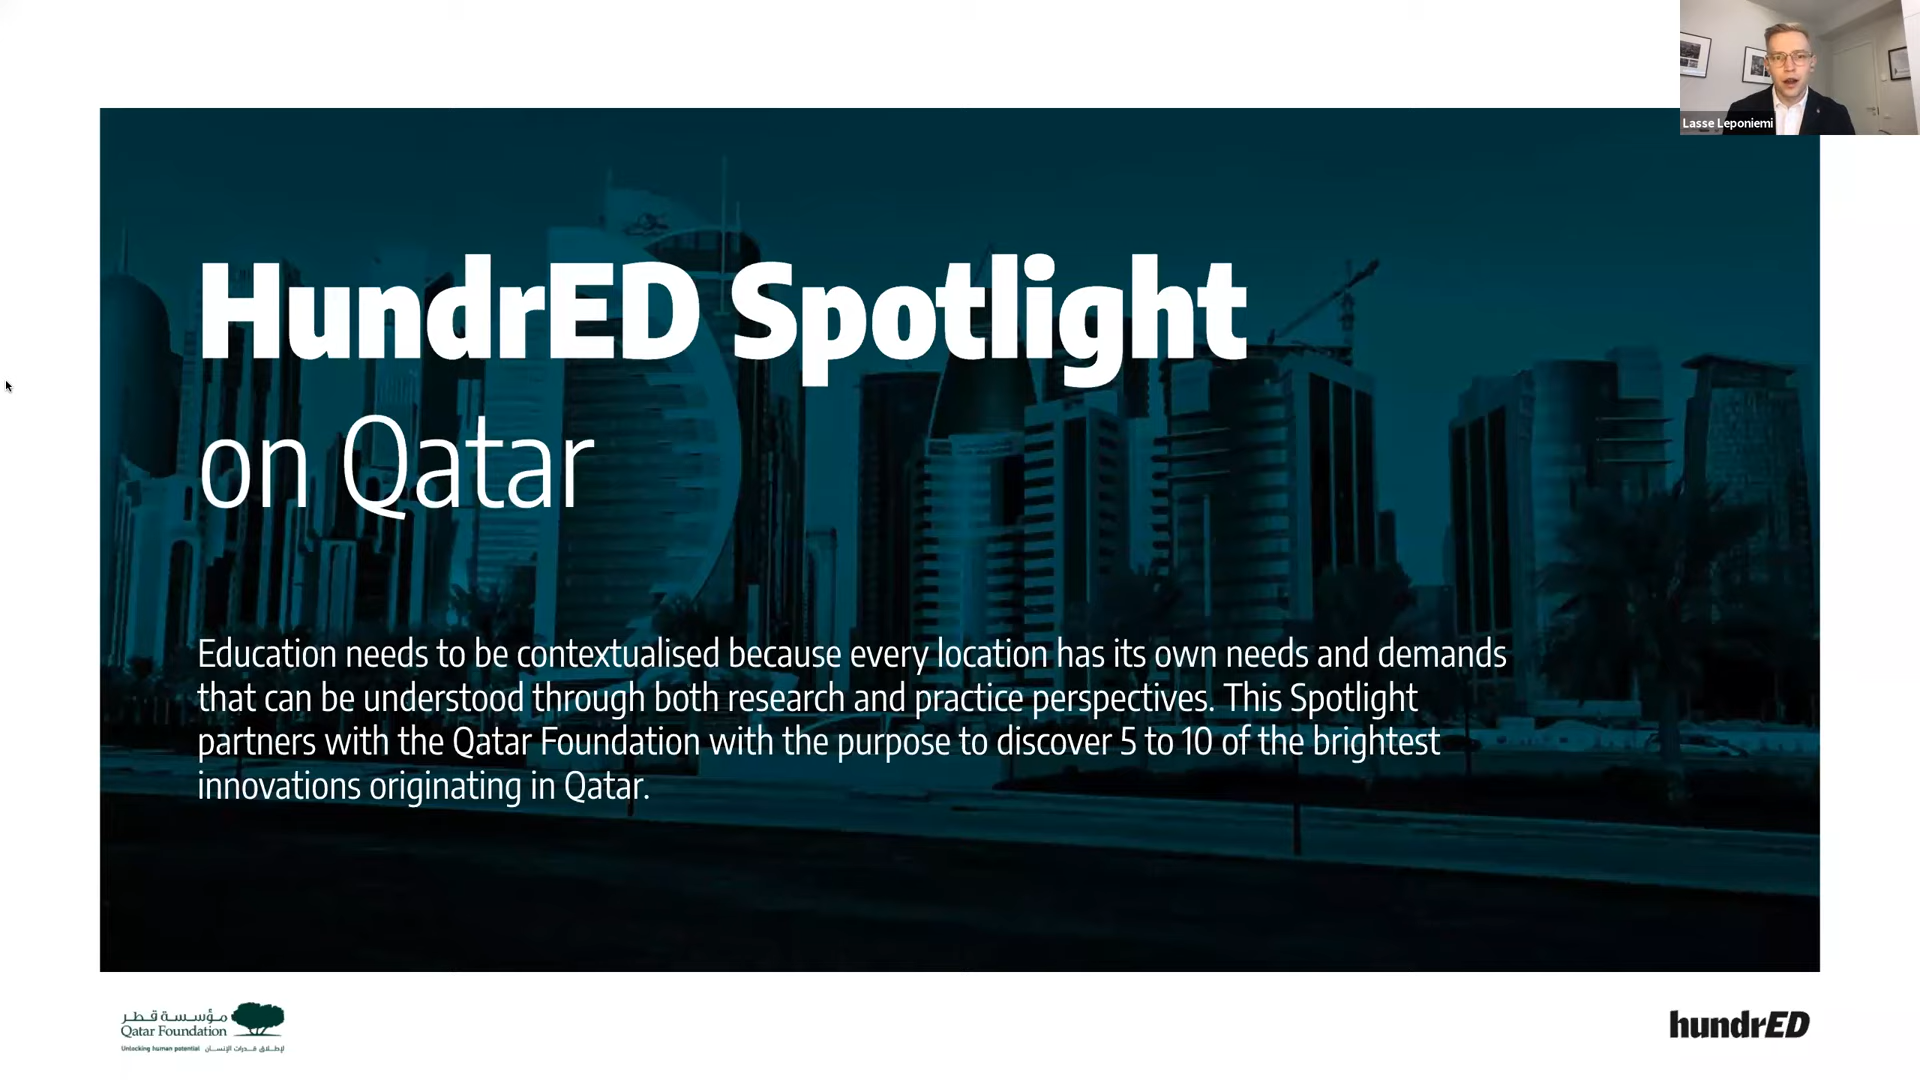 Lasse Leponiemi
HundrED Spotlight
on Qatar
Education needs to be contextualised because every location has its own needs and demands
that can be understood through both research and practice perspectives. This Spotlight
partners with the Qatar Foundation with the purpose to discover 5 to 10 of the brightest
innovations originating in Qatar.
مؤسسة قطر
Qatar Foundation
Unlocking human potential لإطلاق قدرات الإنسان
hundrED